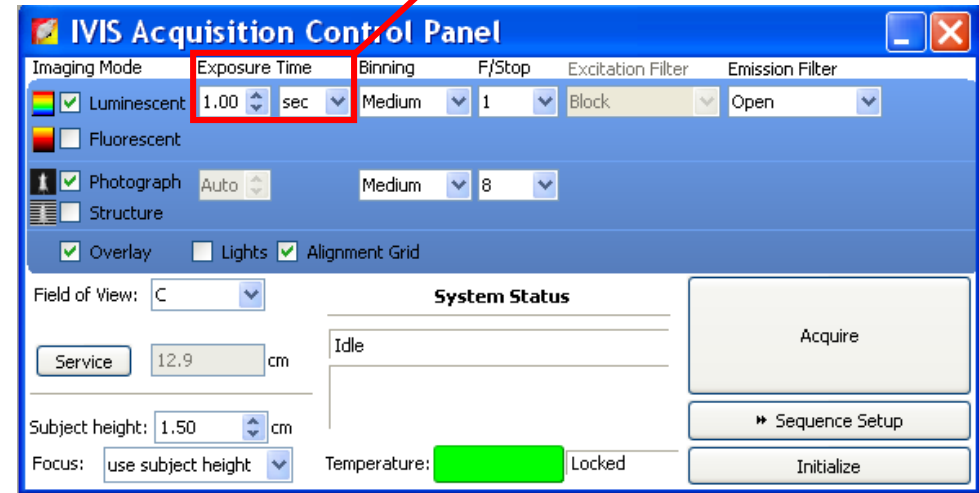 IVIS Acquisition Control Panel
Imaging Mode Exposure Time Binning F/Stop Excitation Filter Emission Filter
Luminescent 1.00 sec Medium 1 Block Open
Fluorescent
Photograph Auto Medium 8
Structure
Overlay Lights Alignment Grid
Field of View: C System Status
Acquire
Idle
Service 12.9 cm
Subject height: 1.50 cm
Sequence Setup
Focus: use subject height Temperature: Locked Initialize